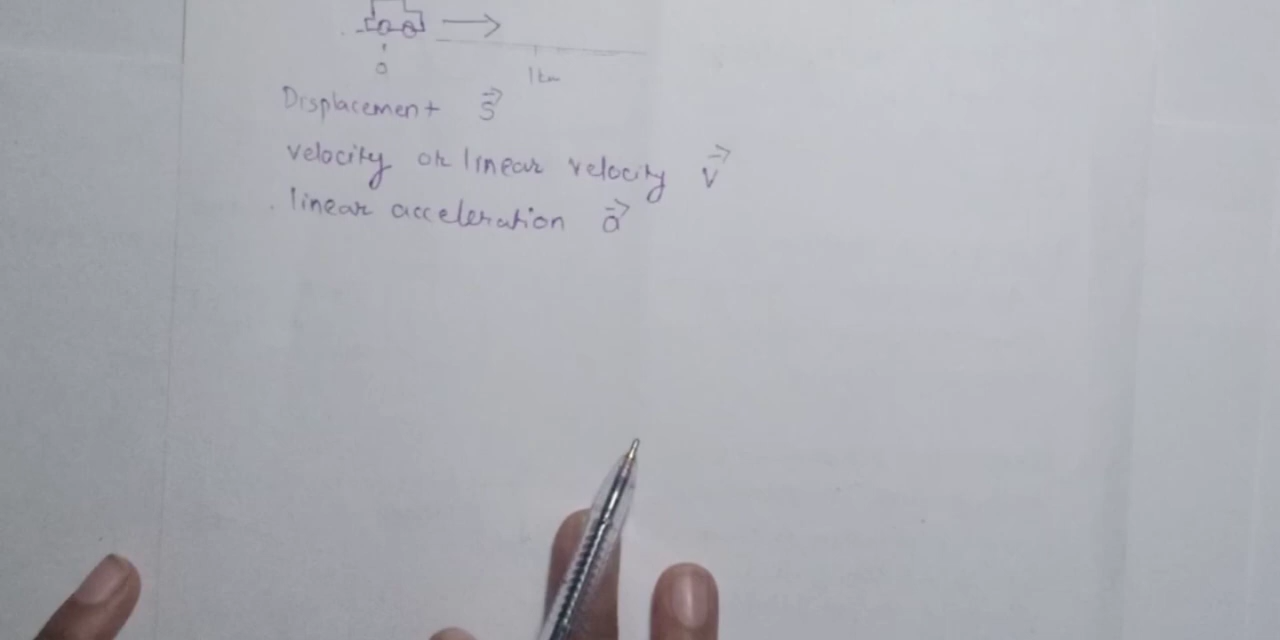 0 1km
Displacement s⃗
velocity or linear velocity v⃗
linear acceleration a⃗